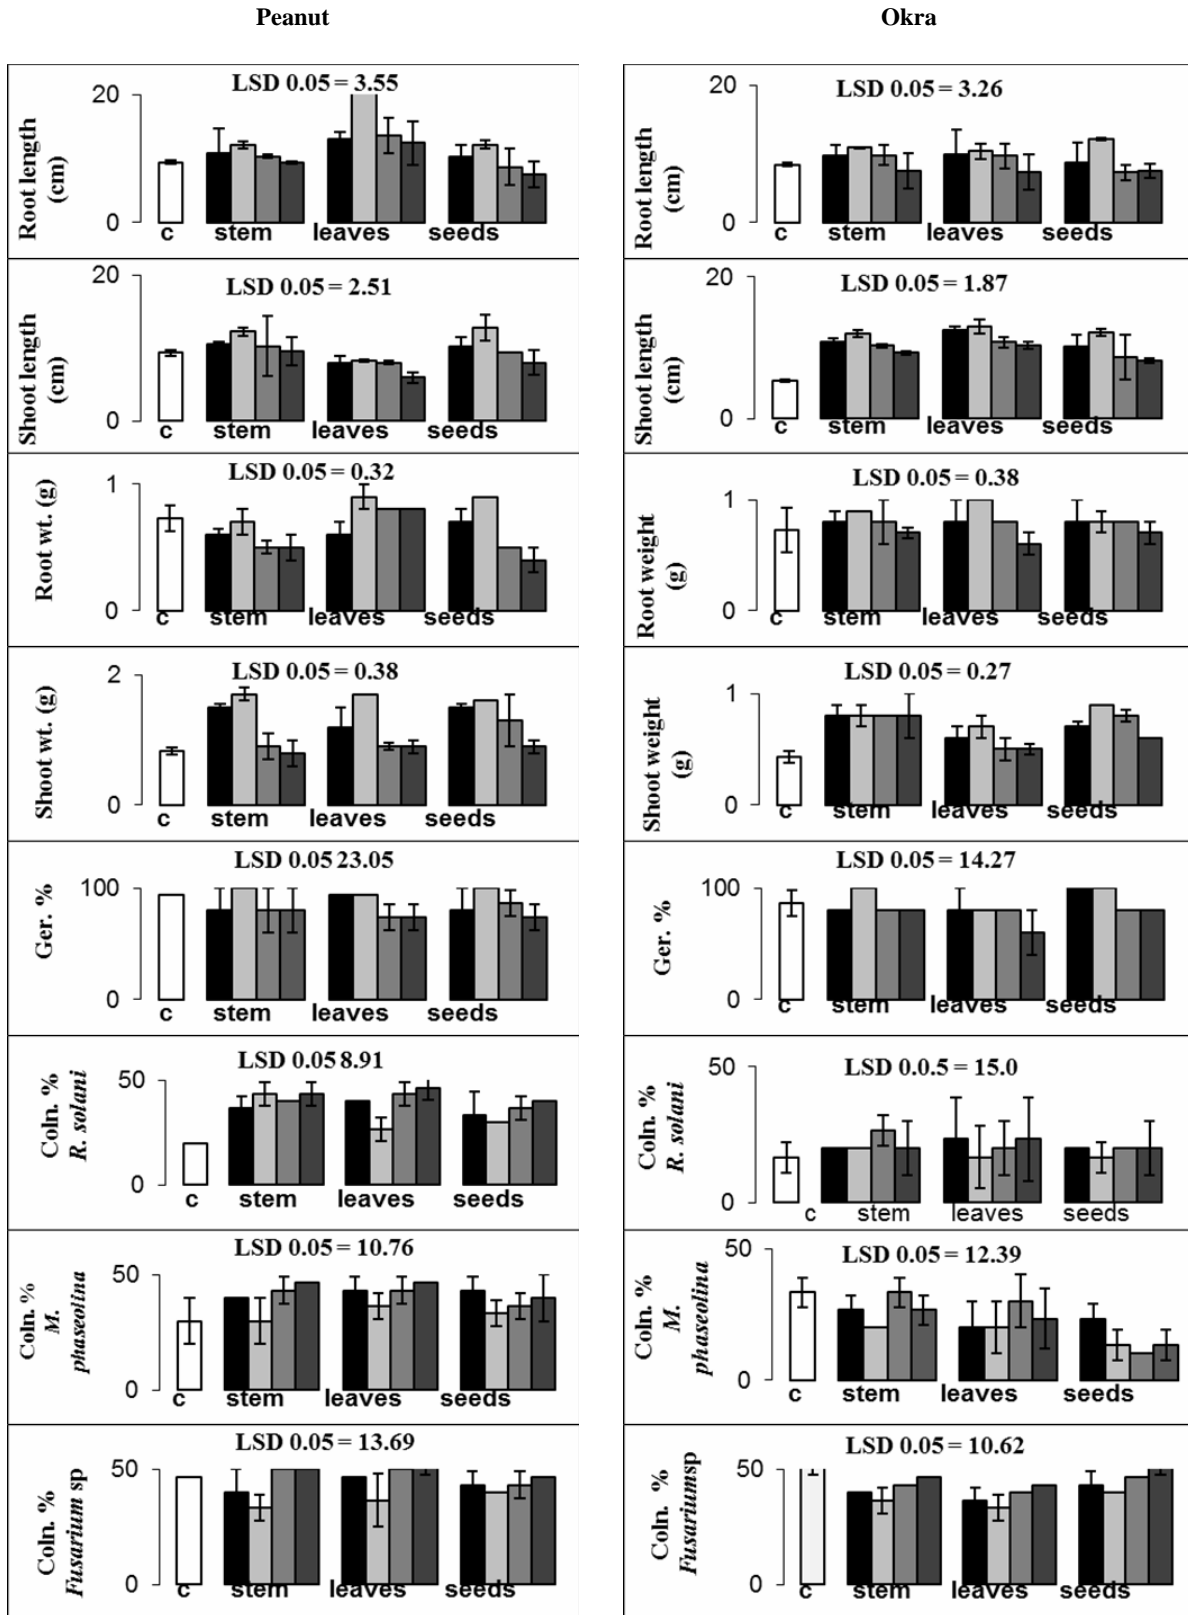 Peanut
Okra
LSD 0.05 = 3.55
20
Root length
(cm)
0
c stem leaves seeds
LSD 0.05 = 2.51
20
Shoot length
(cm)
0
c stem leaves seeds
LSD 0.05 = 0.32
1
Root wt. (g)
0
c stem leaves seeds
LSD 0.05 = 0.38
2
Shoot wt. (g)
0
c stem leaves seeds
LSD 0.05 23.05
100
Ger. %
0
c stem leaves seeds
LSD 0.05 8.91
50
Coln. %
R. solani
0
c stem leaves seeds
LSD 0.05 = 10.76
50
Coln. %
M.
phaseolina
0
c stem leaves seeds
LSD 0.05 = 13.69
50
Coln. %
Fusarium sp
0
c stem leaves seeds
LSD 0.05 = 3.26
20
Root length
(cm)
0
c stem leaves seeds
LSD 0.05 = 1.87
20
Shoot length
(cm)
0
c stem leaves seeds
LSD 0.05 = 0.38
1
Root weight
(g)
0
c stem leaves seeds
LSD 0.05 = 0.27
1
Shoot weight
(g)
0
c stem leaves seeds
LSD 0.05 = 14.27
100
Ger. %
0
c stem leaves seeds
LSD 0.0.5 = 15.0
50
Coln. %
R. solani
0
c stem leaves seeds
LSD 0.05 = 12.39
50
Coln. %
M.
phaseolina
0
c stem leaves seeds
LSD 0.05 = 10.62
50
Coln. %
Fusariumsp
0
c stem leaves seeds